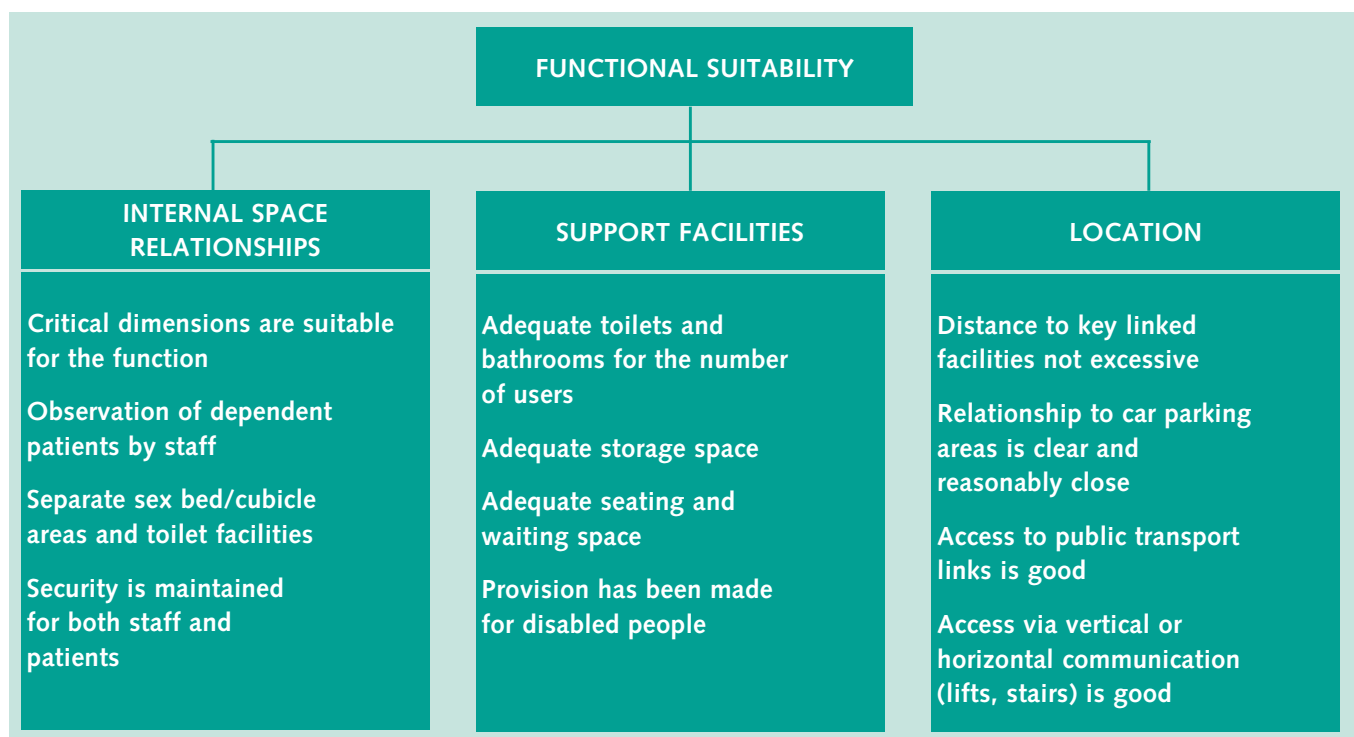 FUNCTIONAL SUITABILITY
INTERNAL SPACE
RELATIONSHIPS
Critical dimensions are suitable
for the function
Observation of dependent
patients by staff
Separate sex bed/cubicle
areas and toilet facilities
Security is maintained
for both staff and
patients
SUPPORT FACILITIES
Adequate toilets and
bathrooms for the number
of users
Adequate storage space
Adequate seating and
waiting space
Provision has been made
for disabled people
LOCATION
Distance to key linked
facilities not excessive
Relationship to car parking
areas is clear and
reasonably close
Access to public transport
links is good
Access via vertical or
horizontal communication
(lifts, stairs) is good